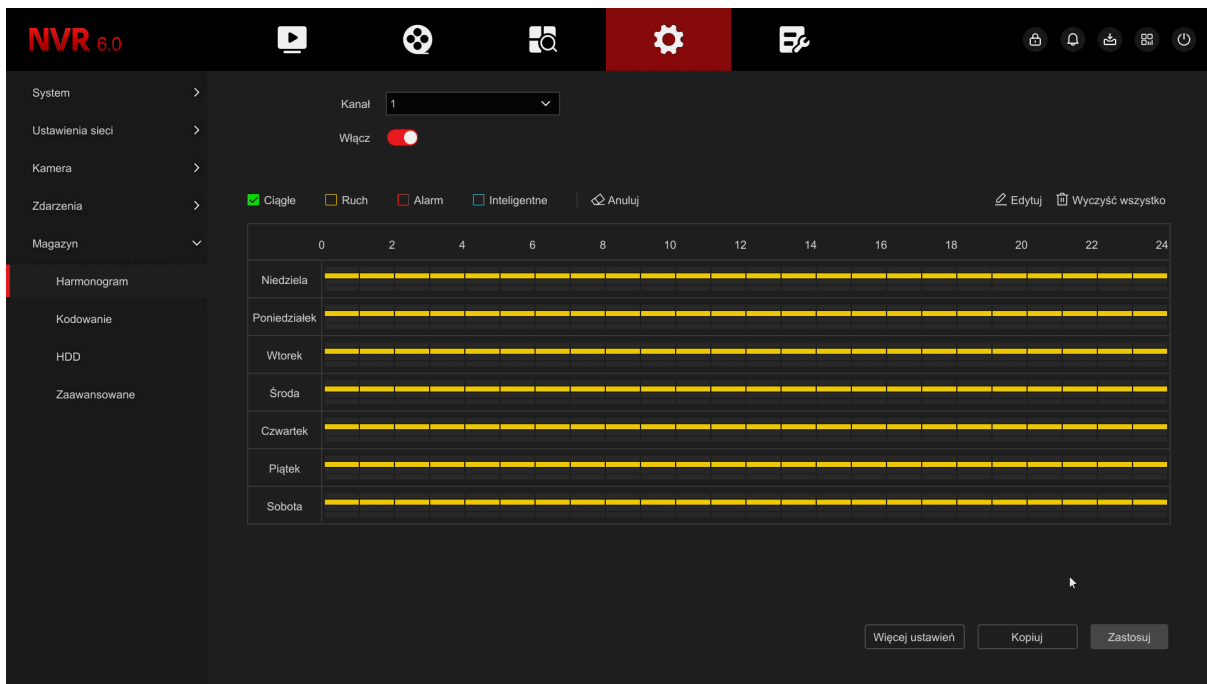 NVR 6.0
System
Ustawienia sieci
Kamera
Zdarzenia
Magazyn
Harmonogram
Kodowanie
HDD
Zaawansowane
Kanał 1
Włącz
Ciągłe Ruch Alarm Inteligentne Anuluj Edytuj Wyczyść wszystko
0 2 4 6 8 10 12 14 16 18 20 22 24
Niedziela
Poniedziałek
Wtorek
Środa
Czwartek
Piątek
Sobota
Więcej ustawień Kopiuj Zastosuj